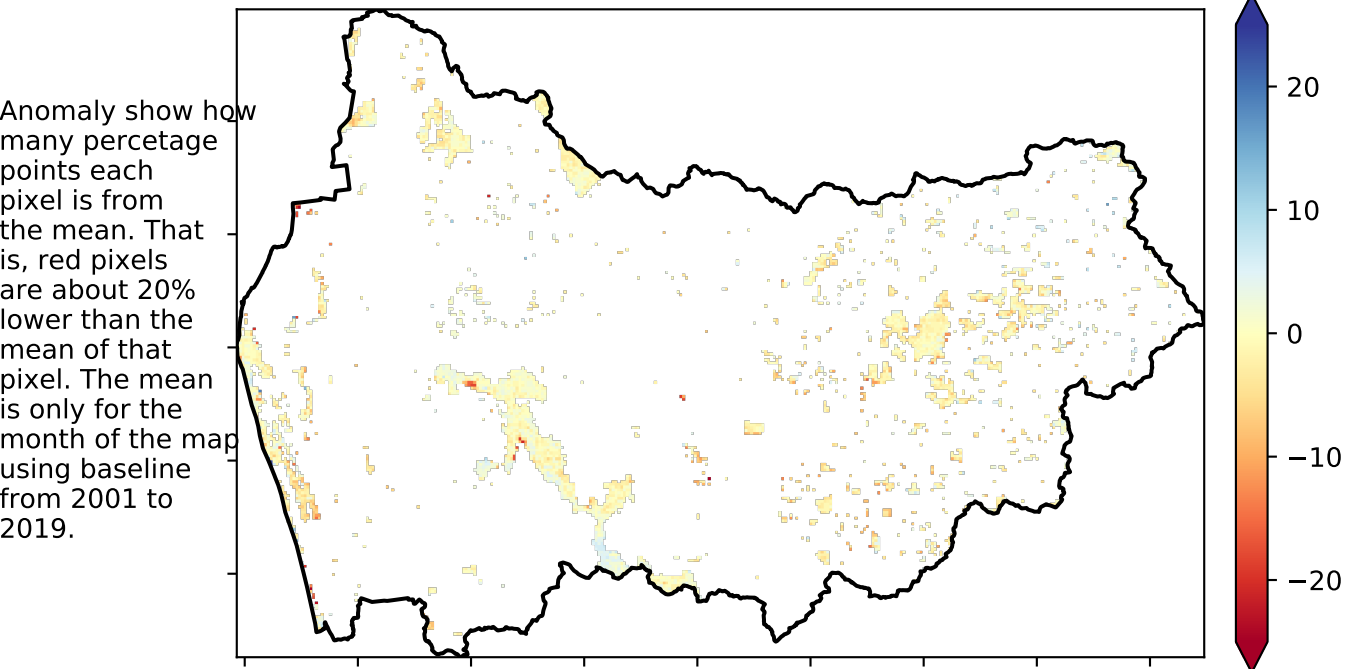 Anomaly show how
many percetage
points each
pixel is from
the mean. That
is, red pixels
are about 20%
lower than the
mean of that
pixel. The mean
is only for the
month of the map
using baseline
from 2001 to
2019.
20
10
0
−10
−20